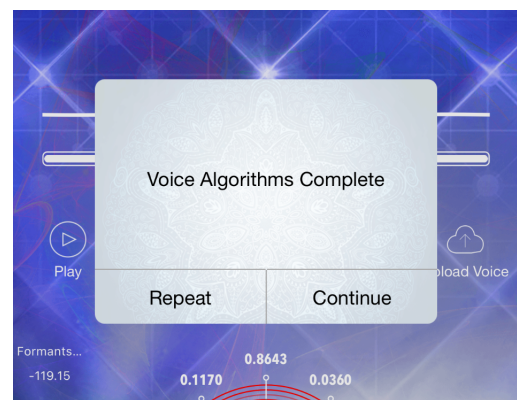 Voice Algorithms Complete
Play
pload Voice
Repeat
Continue
Formants...
-119.15
0.8643
0.1170
0.0360